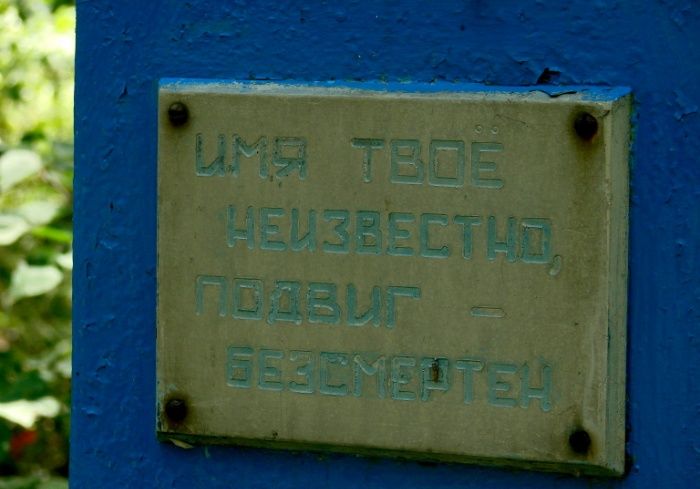 ИМЯ ТВОЁ
НЕИЗВЕСТНО,
ПОДВИГ –
БЕЗСМЕРТЕН